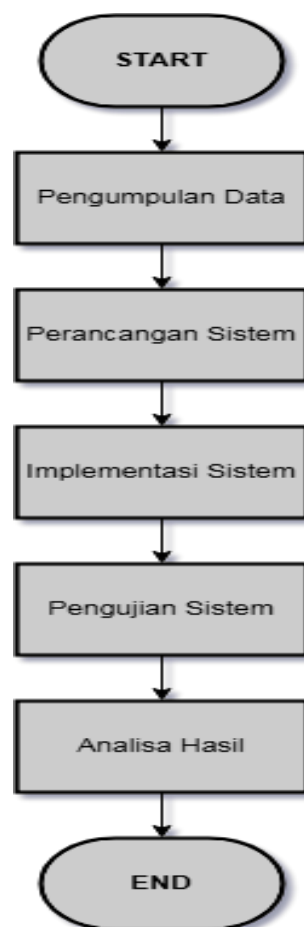 START
Pengumpulan Data
Perancangan Sistem
Implementasi Sistem
Pengujian Sistem
Analisa Hasil
END